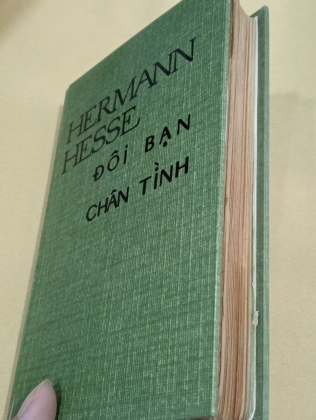 HERMANN
HESSE
ĐÔI BẠN
CHÂN TÌNH